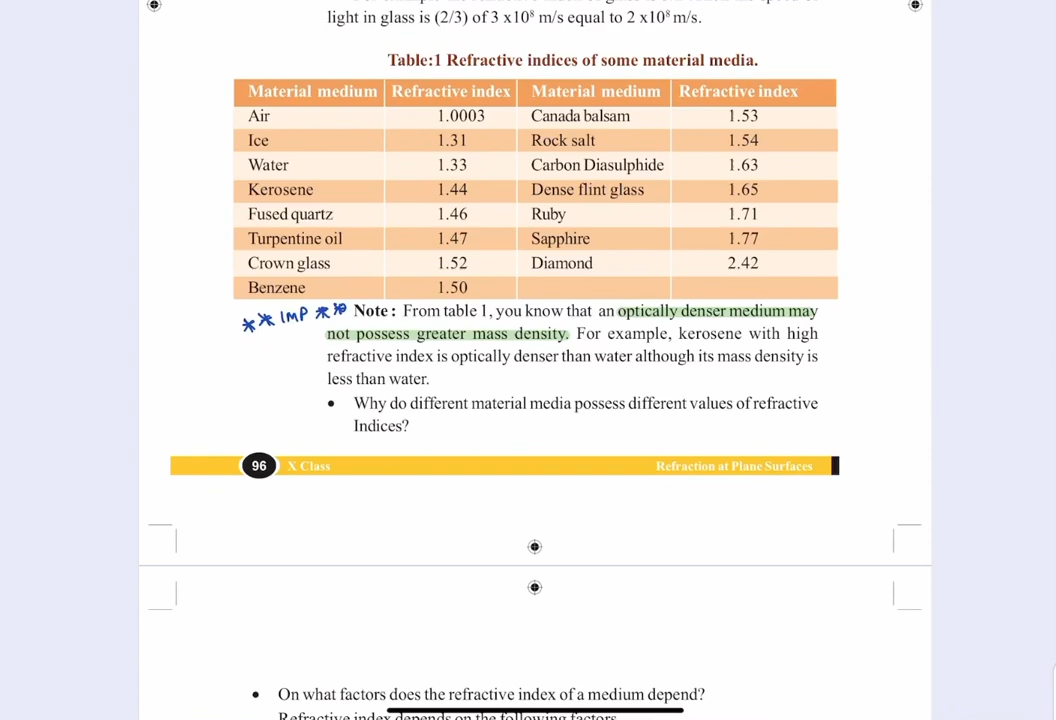 light in glass is (2/3) of 3 x10⁸ m/s equal to 2 x10⁸ m/s.
Table:1 Refractive indices of some material media.
Material medium Refractive index Material medium Refractive index
Air 1.0003 Canada balsam 1.53
Ice 1.31 Rock salt 1.54
Water 1.33 Carbon Diasulphide 1.63
Kerosene 1.44 Dense flint glass 1.65
Fused quartz 1.46 Ruby 1.71
Turpentine oil 1.47 Sapphire 1.77
Crown glass 1.52 Diamond 2.42
Benzene 1.50
** IMP ** Note : From table 1, you know that an optically denser medium may
not possess greater mass density. For example, kerosene with high
refractive index is optically denser than water although its mass density is
less than water.
• Why do different material media possess different values of refractive
Indices?
96 X Class Refraction at Plane Surfaces
• On what factors does the refractive index of a medium depend?
Refractive index depends on the following factors